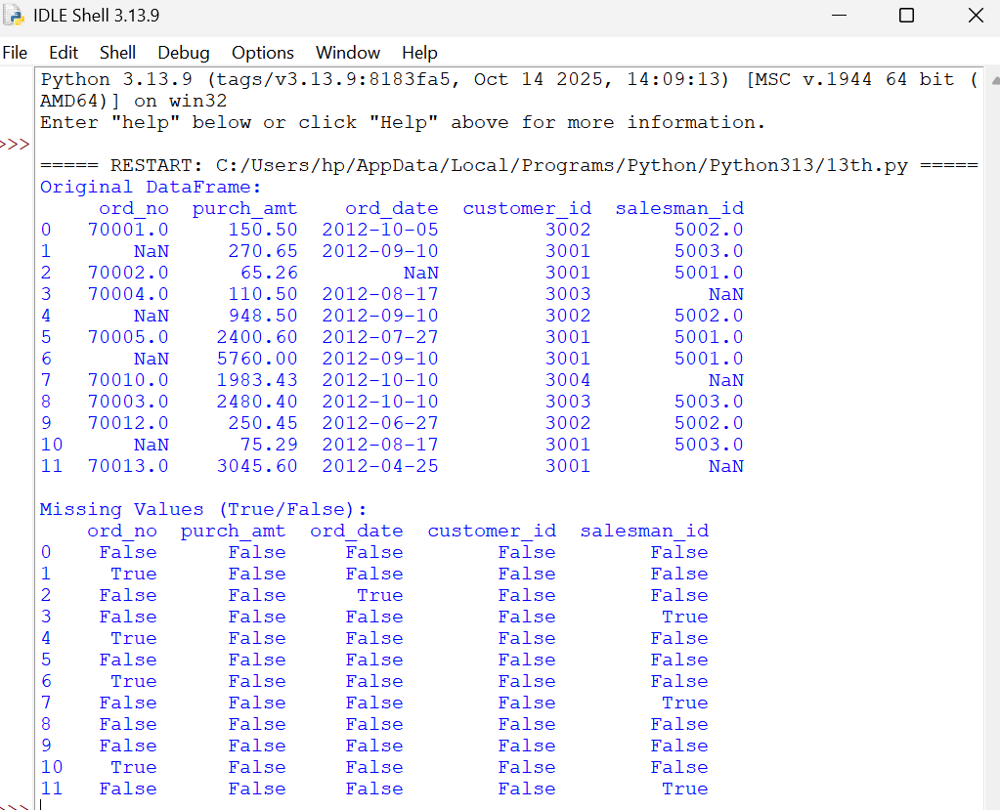 IDLE Shell 3.13.9
File Edit Shell Debug Options Window Help
Python 3.13.9 (tags/v3.13.9:8183fa5, Oct 14 2025, 14:09:13) [MSC v.1944 64 bit (
AMD64)] on win32
Enter "help" below or click "Help" above for more information.
>>>
===== RESTART: C:/Users/hp/AppData/Local/Programs/Python/Python313/13th.py =====
Original DataFrame:
     ord_no  purch_amt    ord_date  customer_id  salesman_id
0   70001.0     150.50  2012-10-05         3002       5002.0
1       NaN     270.65  2012-09-10         3001       5003.0
2   70002.0      65.26         NaN         3001       5001.0
3   70004.0     110.50  2012-08-17         3003          NaN
4       NaN     948.50  2012-09-10         3002       5002.0
5   70005.0    2400.60  2012-07-27         3001       5001.0
6       NaN    5760.00  2012-09-10         3001       5001.0
7   70010.0    1983.43  2012-10-10         3004          NaN
8   70003.0    2480.40  2012-10-10         3003       5003.0
9   70012.0     250.45  2012-06-27         3002       5002.0
10      NaN      75.29  2012-08-17         3001       5003.0
11  70013.0    3045.60  2012-04-25         3001          NaN
Missing Values (True/False):
    ord_no  purch_amt  ord_date  customer_id  salesman_id
0    False      False     False        False        False
1     True      False     False        False        False
2    False      False      True        False        False
3    False      False     False        False         True
4     True      False     False        False        False
5    False      False     False        False        False
6     True      False     False        False        False
7    False      False     False        False         True
8    False      False     False        False        False
9    False      False     False        False        False
10    True      False     False        False        False
11   False      False     False        False         True
>>>